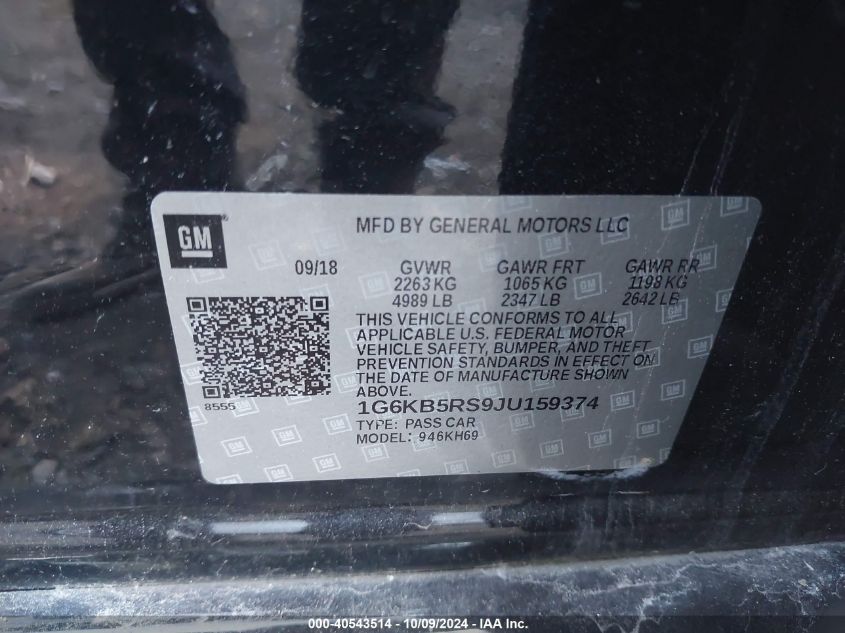 GM
MFD BY GENERAL MOTORS LLC
09/18 GVWR GAWR FRT GAWR RR
2263 KG 1065 KG 1198 KG
4989 LB 2347 LB 2642 LB
THIS VEHICLE CONFORMS TO ALL
APPLICABLE U.S. FEDERAL MOTOR
VEHICLE SAFETY, BUMPER, AND THEFT
PREVENTION STANDARDS IN EFFECT ON
THE DATE OF MANUFACTURE SHOWN
ABOVE.
8555 1G6KB5RS9JU159374
TYPE: PASS CAR
MODEL: 946KH69
000-40543514 - 10/09/2024 - IAA Inc.